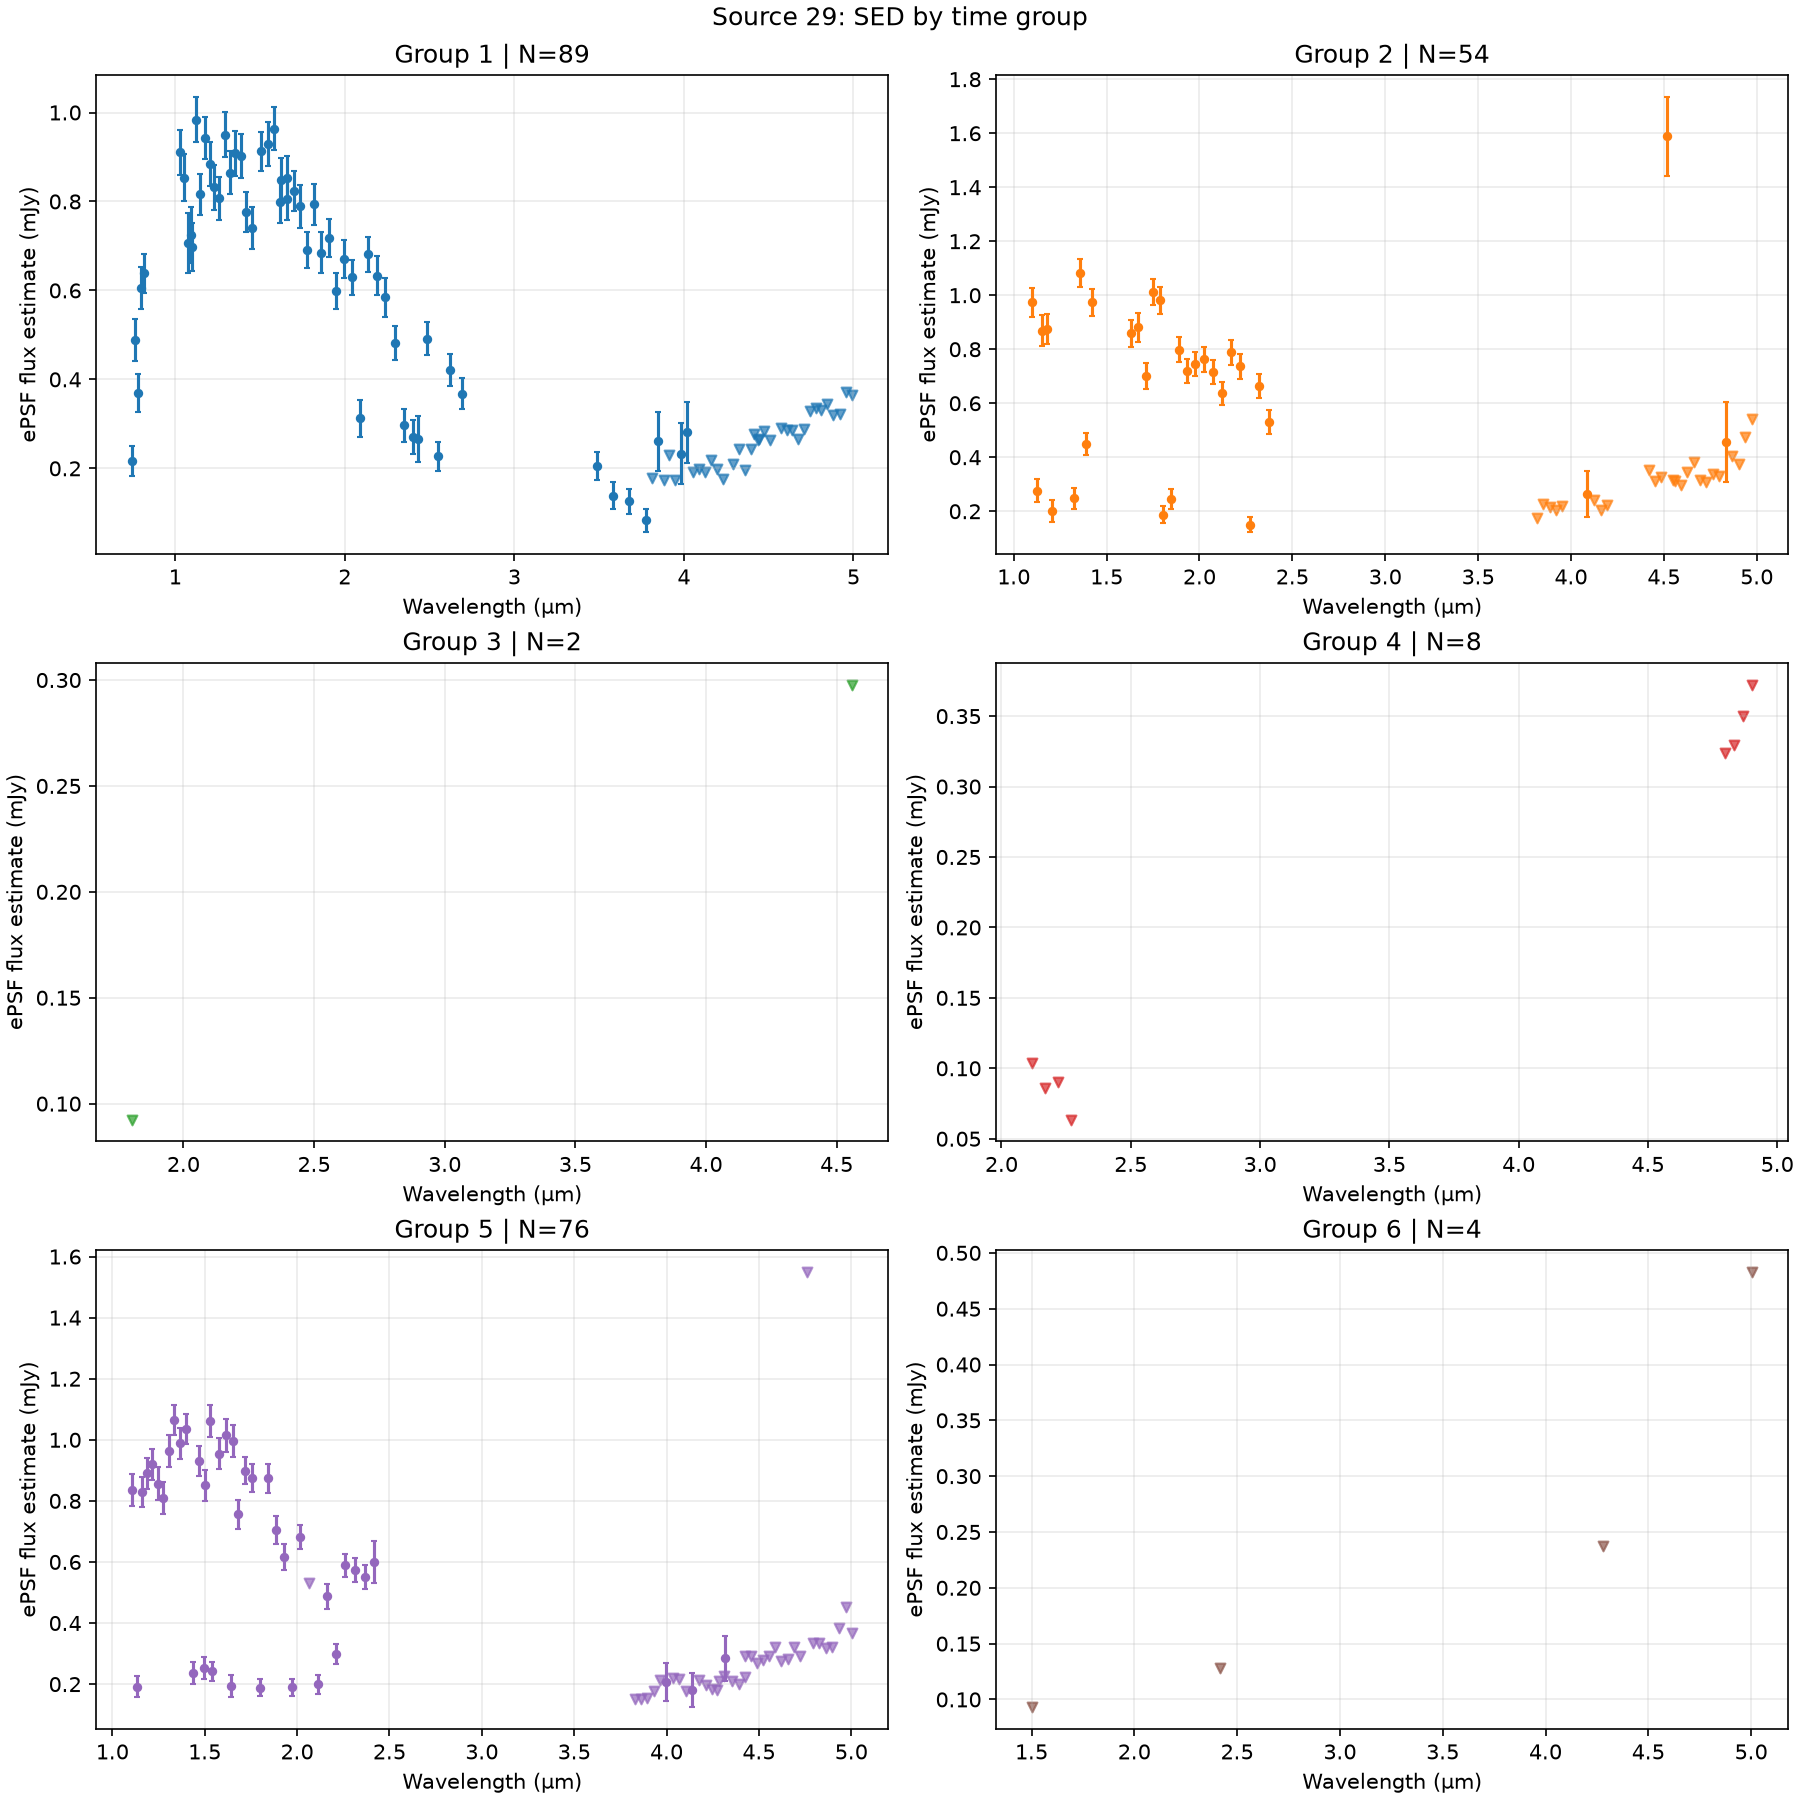 Source 29: SED by time group
Group 1 | N=89
1.0
0.8
0.6
0.4
0.2
ePSF flux estimate (mJy)
1 2 3 4 5
Wavelength (µm)
Group 2 | N=54
1.8
1.6
1.4
1.2
1.0
0.8
0.6
0.4
0.2
ePSF flux estimate (mJy)
1.0 1.5 2.0 2.5 3.0 3.5 4.0 4.5 5.0
Wavelength (µm)
Group 3 | N=2
0.30
0.25
0.20
0.15
0.10
ePSF flux estimate (mJy)
2.0 2.5 3.0 3.5 4.0 4.5
Wavelength (µm)
Group 4 | N=8
0.35
0.30
0.25
0.20
0.15
0.10
0.05
ePSF flux estimate (mJy)
2.0 2.5 3.0 3.5 4.0 4.5 5.0
Wavelength (µm)
Group 5 | N=76
1.6
1.4
1.2
1.0
0.8
0.6
0.4
0.2
ePSF flux estimate (mJy)
1.0 1.5 2.0 2.5 3.0 3.5 4.0 4.5 5.0
Wavelength (µm)
Group 6 | N=4
0.50
0.45
0.40
0.35
0.30
0.25
0.20
0.15
0.10
ePSF flux estimate (mJy)
1.5 2.0 2.5 3.0 3.5 4.0 4.5 5.0
Wavelength (µm)